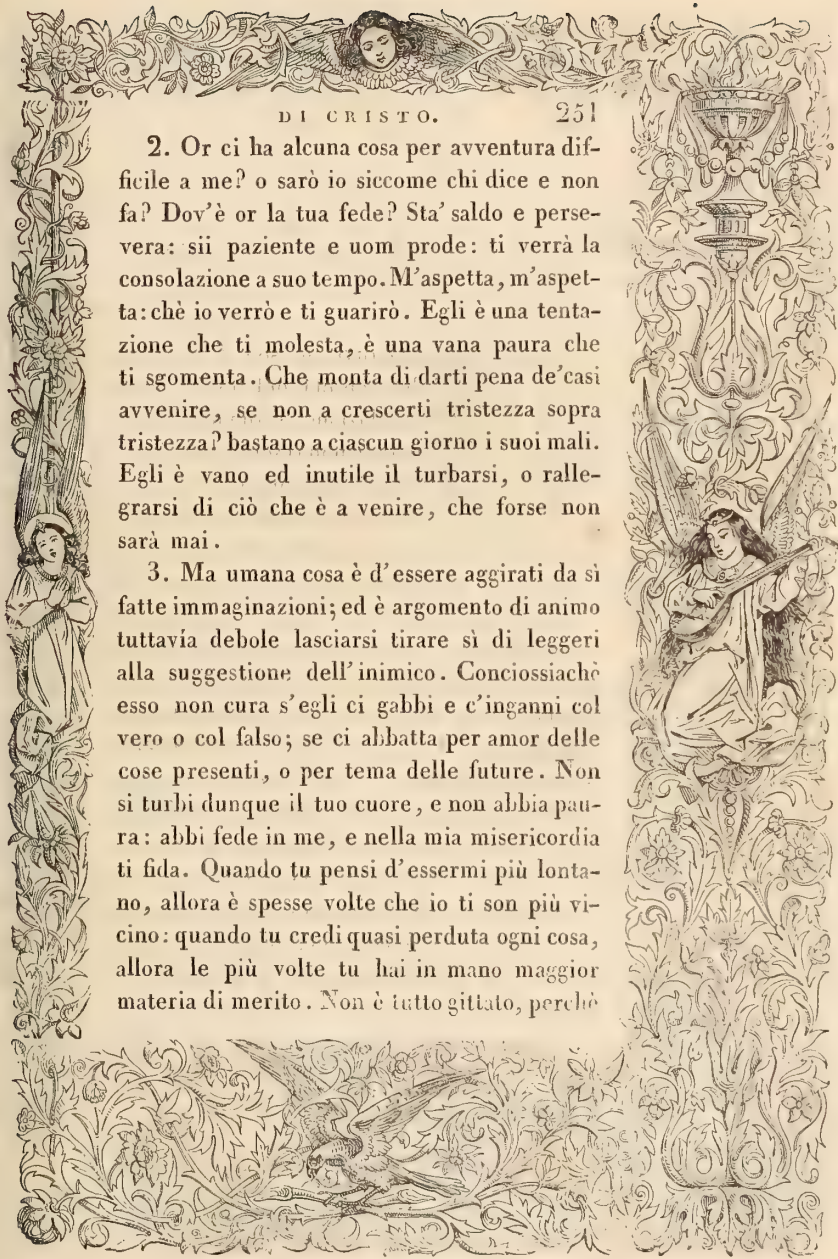 DI CRISTO. 251
2. Or ci ha alcuna cosa per avventura dif-
ficile a me? o sarò io siccome chi dice e non
fa? Dov'è or la tua fede? Sta' saldo e perse-
vera: sii paziente e uom prode: ti verrà la
consolazione a suo tempo. M'aspetta, m'aspet-
ta: chè io verrò e ti guarirò. Egli è una tenta-
zione che ti molesta, è una vana paura che
ti sgomenta. Che monta di darti pena de'casi
avvenire, se non a crescerti tristezza sopra
tristezza? bastano a ciascun giorno i suoi mali.
Egli è vano ed inutile il turbarsi, o ralle-
grarsi di ciò che è a venire, che forse non
sarà mai.
3. Ma umana cosa è d'essere aggirati da sì
fatte immaginazioni; ed è argomento di animo
tuttavía debole lasciarsi tirare sì di leggeri
alla suggestione dell'inimico. Conciossiachè
esso non cura s'egli ci gabbi e c'inganni col
vero o col falso; se ci abbatta per amor delle
cose presenti, o per tema delle future. Non
si turbi dunque il tuo cuore, e non abbia pau-
ra: abbi fede in me, e nella mia misericordia
ti fida. Quando tu pensi d'essermi più lonta-
no, allora è spesse volte che io ti son più vi-
cino: quando tu credi quasi perduta ogni cosa,
allora le più volte tu hai in mano maggior
materia di merito. Non è tutto gittato, perchè